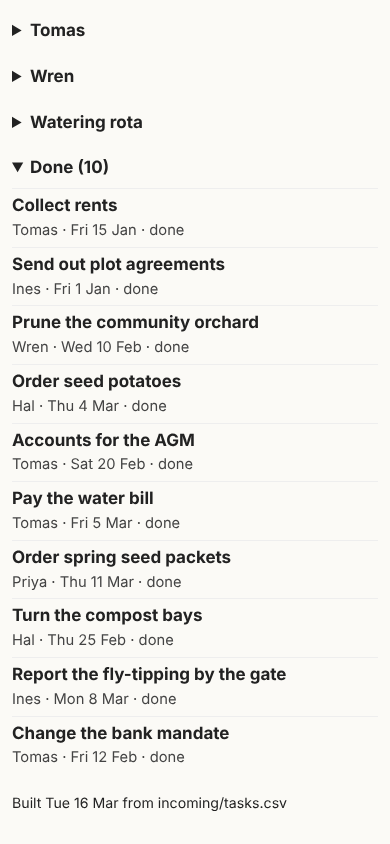 Tomas
Wren
Watering rota
Done (10)
Collect rents
Tomas · Fri 15 Jan · done
Send out plot agreements
Ines · Fri 1 Jan · done
Prune the community orchard
Wren · Wed 10 Feb · done
Order seed potatoes
Hal · Thu 4 Mar · done
Accounts for the AGM
Tomas · Sat 20 Feb · done
Pay the water bill
Tomas · Fri 5 Mar · done
Order spring seed packets
Priya · Thu 11 Mar · done
Turn the compost bays
Hal · Thu 25 Feb · done
Report the fly-tipping by the gate
Ines · Mon 8 Mar · done
Change the bank mandate
Tomas · Fri 12 Feb · done
Built Tue 16 Mar from incoming/tasks.csv